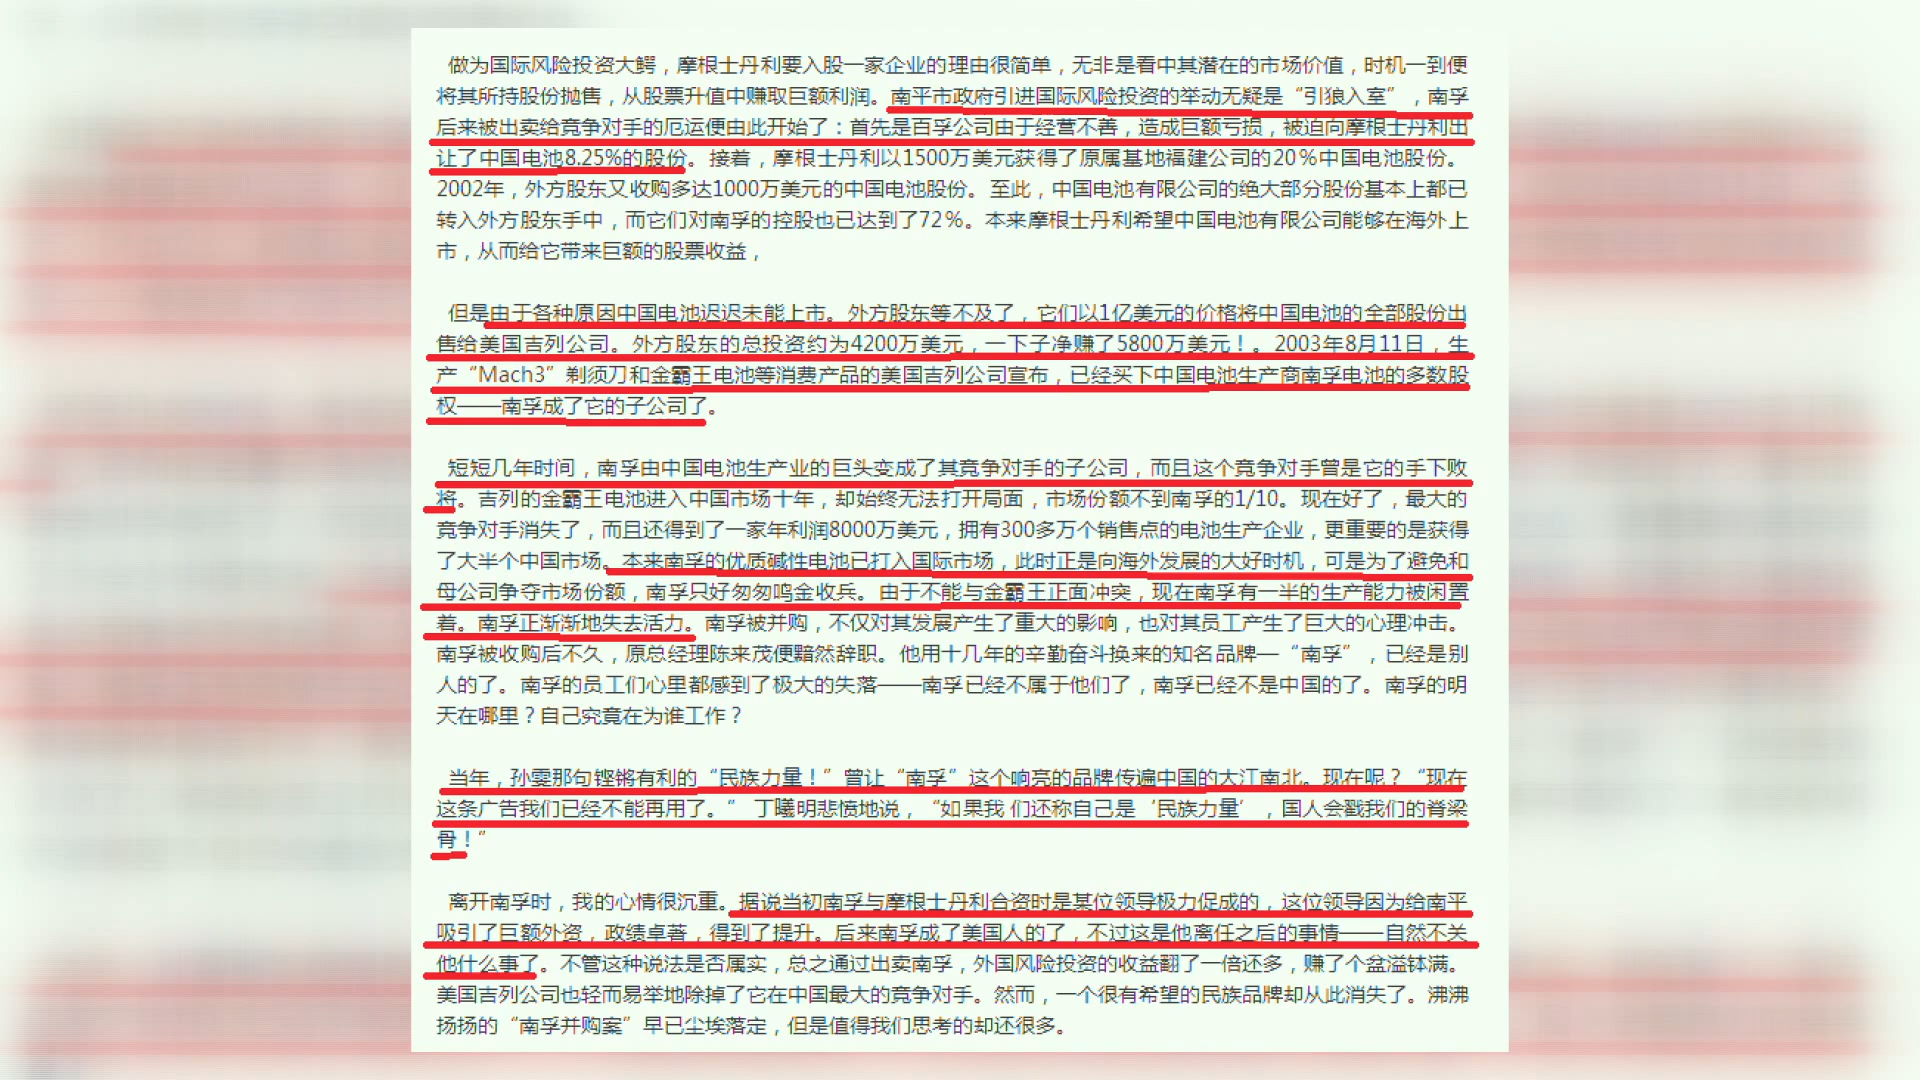 做为国际风险投资大鳄，摩根士丹利要入股一家企业的理由很简单，无非是看中其潜在的市场价值，时机一到便
将其所持股份抛售，从股票升值中赚取巨额利润。南平市政府引进国际风险投资的举动无疑是“引狼入室”，南孚
后来被出卖给竞争对手的厄运便由此开始了：首先是百孚公司由于经营不善，造成巨额亏损，被迫向摩根士丹利出
让了中国电池8.25%的股份。接着，摩根士丹利以1500万美元获得了原属基地福建公司的20％中国电池股份。
2002年，外方股东又收购多达1000万美元的中国电池股份。至此，中国电池有限公司的绝大部分股份基本上都已
转入外方股东手中，而它们对南孚的控股也已达到了72％。本来摩根士丹利希望中国电池有限公司能够在海外上
市，从而给它带来巨额的股票收益，
但是由于各种原因中国电池迟迟未能上市。外方股东等不及了，它们以1亿美元的价格将中国电池的全部股份出
售给美国吉列公司。外方股东的总投资约为4200万美元，一下子净赚了5800万美元！。2003年8月11日，生
产“Mach3”剃须刀和金霸王电池等消费产品的美国吉列公司宣布，已经买下中国电池生产商南孚电池的多数股
权——南孚成了它的子公司了。
短短几年时间，南孚由中国电池生产业的巨头变成了其竞争对手的子公司，而且这个竞争对手曾是它的手下败
将。吉列的金霸王电池进入中国市场十年，却始终无法打开局面，市场份额不到南孚的1/10。现在好了，最大的
竞争对手消失了，而且还得到了一家年利润8000万美元，拥有300多万个销售点的电池生产企业，更重要的是获得
了大半个中国市场。本来南孚的优质碱性电池已打入国际市场，此时正是向海外发展的大好时机，可是为了避免和
母公司争夺市场份额，南孚只好匆匆鸣金收兵。由于不能与金霸王正面冲突，现在南孚有一半的生产能力被闲置
着。南孚正渐渐地失去活力。南孚被并购，不仅对其发展产生了重大的影响，也对其员工产生了巨大的心理冲击。
南孚被收购后不久，原总经理陈来茂便黯然辞职。他用十几年的辛勤奋斗换来的知名品牌—“南孚”，已经是别
人的了。南孚的员工们心里都感到了极大的失落——南孚已经不属于他们了，南孚已经不是中国的了。南孚的明
天在哪里？自己究竟在为谁工作？
当年，孙雯那句铿锵有利的“民族力量！”曾让“南孚”这个响亮的品牌传遍中国的大江南北。现在呢？“现在
这条广告我们已经不能再用了。” 丁曦明悲愤地说，“如果我 们还称自己是‘民族力量’，国人会戳我们的脊梁
骨！”
离开南孚时，我的心情很沉重。据说当初南孚与摩根士丹利合资时是某位领导极力促成的，这位领导因为给南平
吸引了巨额外资，政绩卓著，得到了提升。后来南孚成了美国人的了，不过这是他离任之后的事情——自然不关
他什么事了。不管这种说法是否属实，总之通过出卖南孚，外国风险投资的收益翻了一倍还多，赚了个盆溢钵满。
美国吉列公司也轻而易举地除掉了它在中国最大的竞争对手。然而，一个很有希望的民族品牌却从此消失了。沸沸
扬扬的“南孚并购案”早已尘埃落定，但是值得我们思考的却还很多。